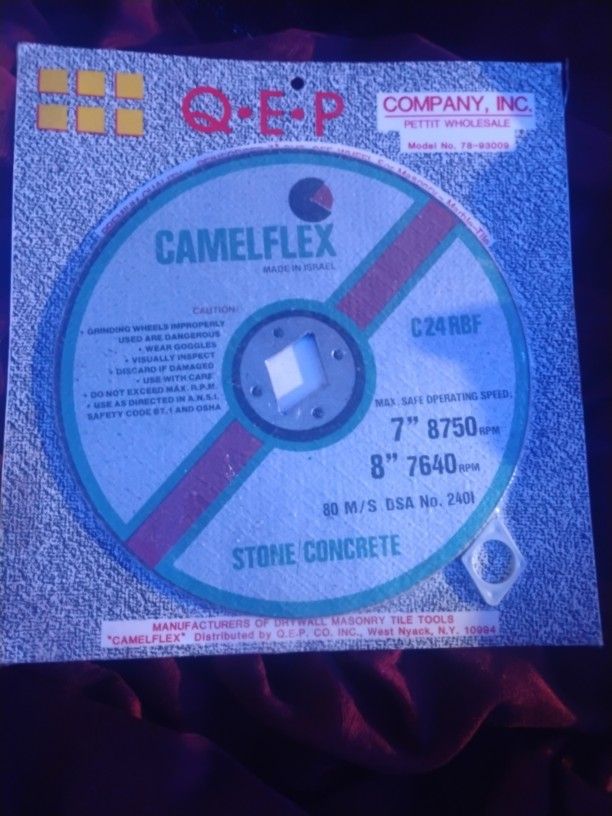 Q•E•P
COMPANY, INC.
PETTIT WHOLESALE
Model No. 78-93009
Masonry-Marble-Tile
CAMELFLEX
MADE IN ISRAEL
C24RBF
CAUTION:
• GRINDING WHEELS IMPROPERLY
USED ARE DANGEROUS
• WEAR GOGGLES
• VISUALLY INSPECT
• DISCARD IF DAMAGED
• USE WITH CARE
• DO NOT EXCEED MAX. R.P.M.
• USE AS DIRECTED IN A.N.S.I.
SAFETY CODE B7.1 AND OSHA
MAX. SAFE OPERATING SPEED:
7" 8750 RPM
8" 7640 RPM
80 M/S DSA No. 2401
STONE/CONCRETE
MANUFACTURERS OF DRYWALL MASONRY TILE TOOLS
"CAMELFLEX" Distributed by Q.E.P. CO. INC., West Nyack, N.Y. 10994